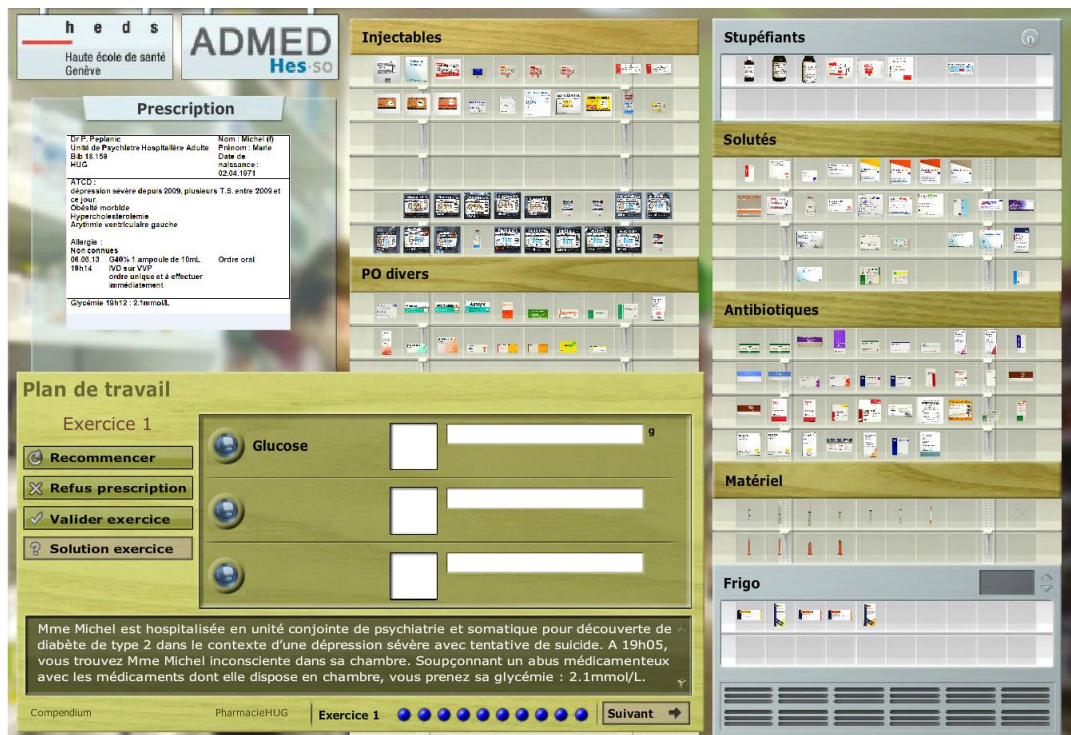 h e d s
Haute école de santé
Genève
ADMED
Hes·so
Prescription
Dr P. Peplanic
Unité de Psychiatre Hospitalière Adulte
Bib 18.159
HUG
Nom : Michel (f)
Prénom : Marie
Date de
naissance :
02.04.1971
ATCD :
dépression sévère depuis 2009, plusieurs T.S. entre 2009 et
ce jour.
Obésité morbide
Hypercholesterolemie
Arythmie ventriculaire gauche
Allergie :
Non connues
06.06.13 G40% 1 ampoule de 10mL Ordre oral
19h14 IVD sur VVP
ordre unique et à effectuer
immédiatement
Glycémie 19h12 : 2.1mmol/L
Injectables
PO divers
Stupéfiants
Solutés
Antibiotiques
Matériel
Frigo
Plan de travail
Exercice 1
Recommencer
Refus prescription
Valider exercice
Solution exercice
Glucose
g
Mme Michel est hospitalisée en unité conjointe de psychiatrie et somatique pour découverte de
diabète de type 2 dans le contexte d'une dépression sévère avec tentative de suicide. A 19h05,
vous trouvez Mme Michel inconsciente dans sa chambre. Soupçonnant un abus médicamenteux
avec les médicaments dont elle dispose en chambre, vous prenez sa glycémie : 2.1mmol/L.
Compendium
PharmacieHUG
Exercice 1
Suivant